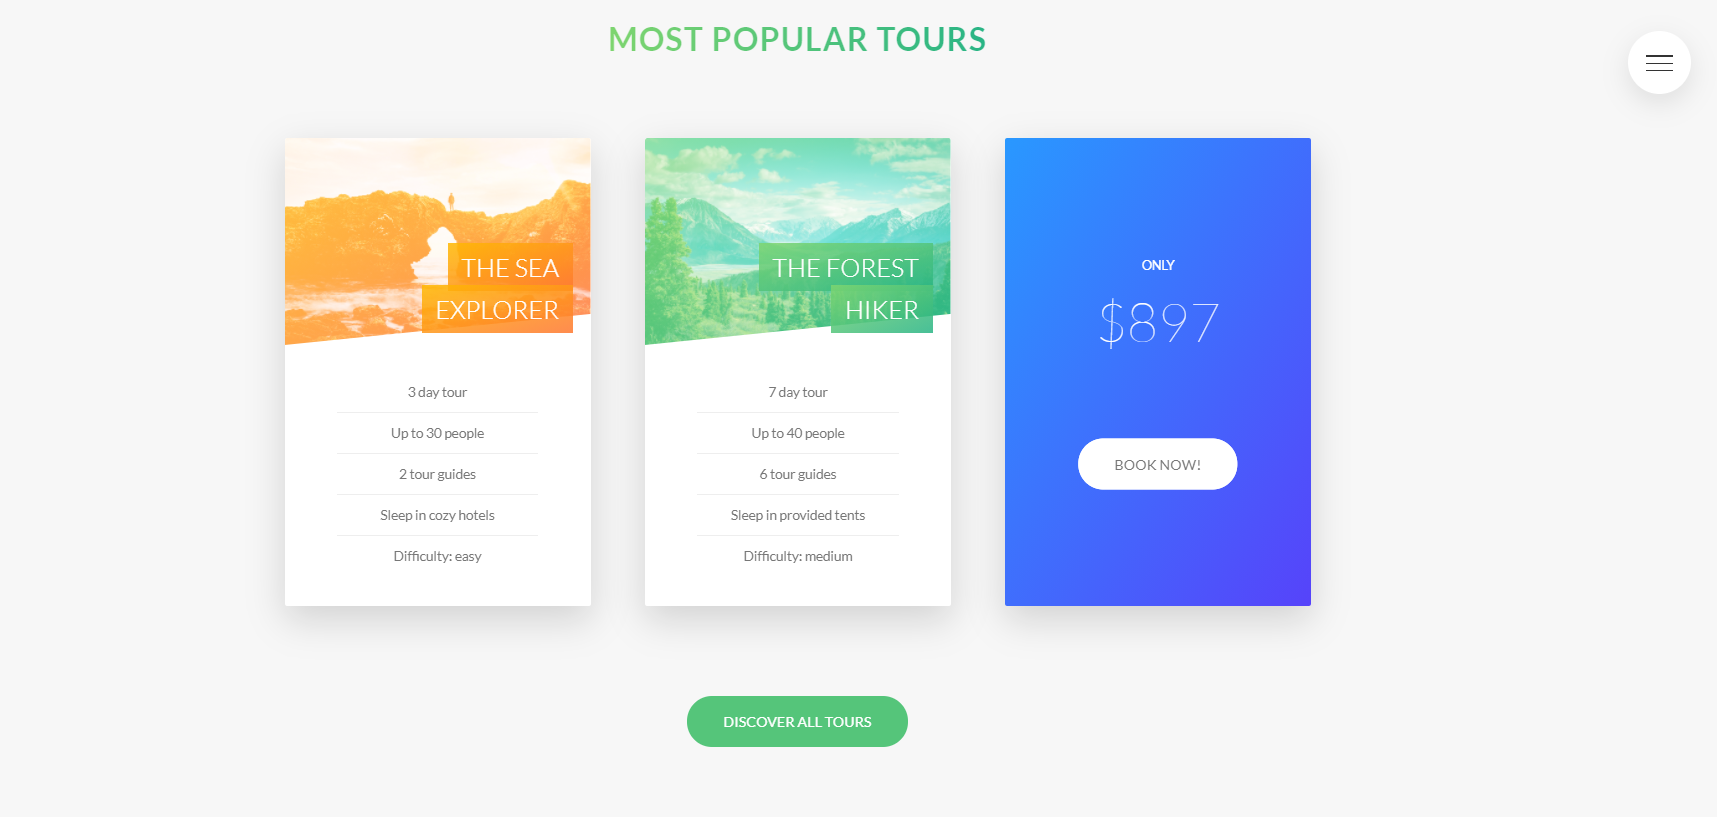 MOST POPULAR TOURS
THE SEA
EXPLORER
3 day tour
Up to 30 people
2 tour guides
Sleep in cozy hotels
Difficulty: easy
THE FOREST
HIKER
7 day tour
Up to 40 people
6 tour guides
Sleep in provided tents
Difficulty: medium
ONLY
$897
BOOK NOW!
DISCOVER ALL TOURS